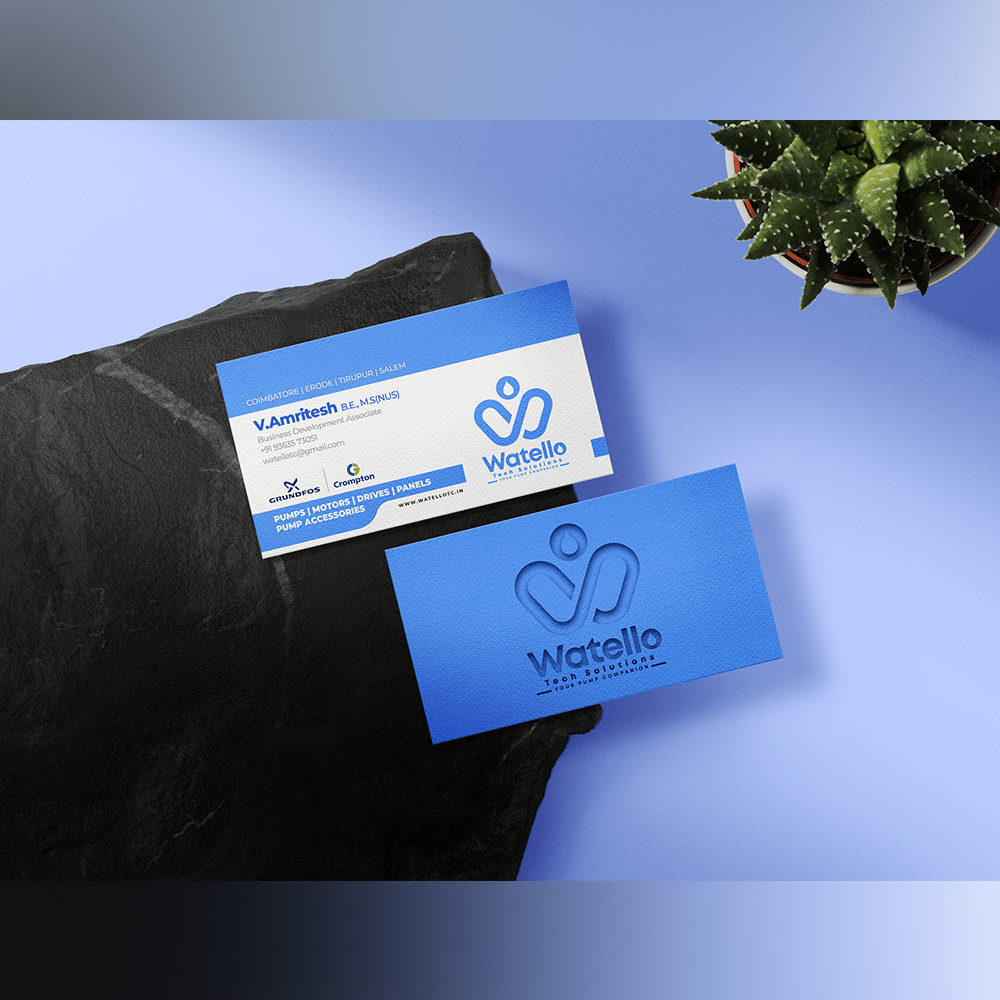 COIMBATORE | ERODE | TIRUPUR | SALEM
V.Amritesh B.E., M.S(NUS)
Business Development Associate
+91 93635 73051
watellotc@gmail.com
GRUNDFOS
Crompton
PUMPS | MOTORS | DRIVES | PANELS
PUMP ACCESSORIES
WWW.WATELLOTC.IN
Watello
Tech Solutions
YOUR PUMP COMPANION
Watello
Tech Solutions
YOUR PUMP COMPANION